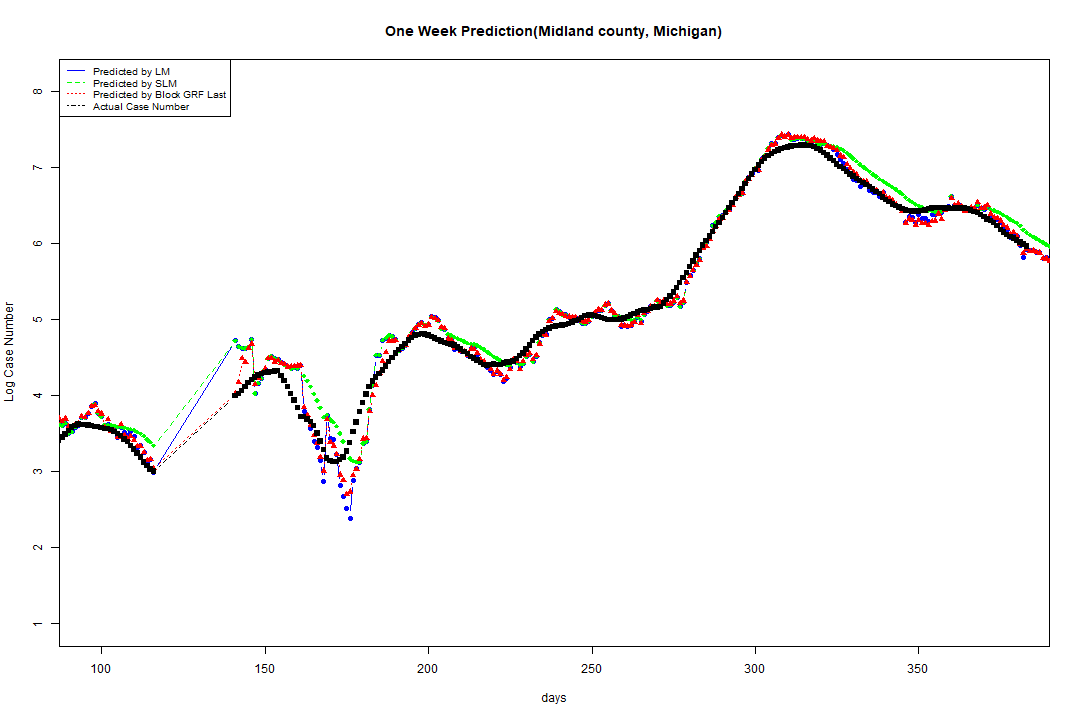 One Week Prediction(Midland county, Michigan)
Predicted by LM
Predicted by SLM
Predicted by Block GRF Last
Actual Case Number
8
7
6
5
4
3
2
1
Log Case Number
100 150 200 250 300 350
days